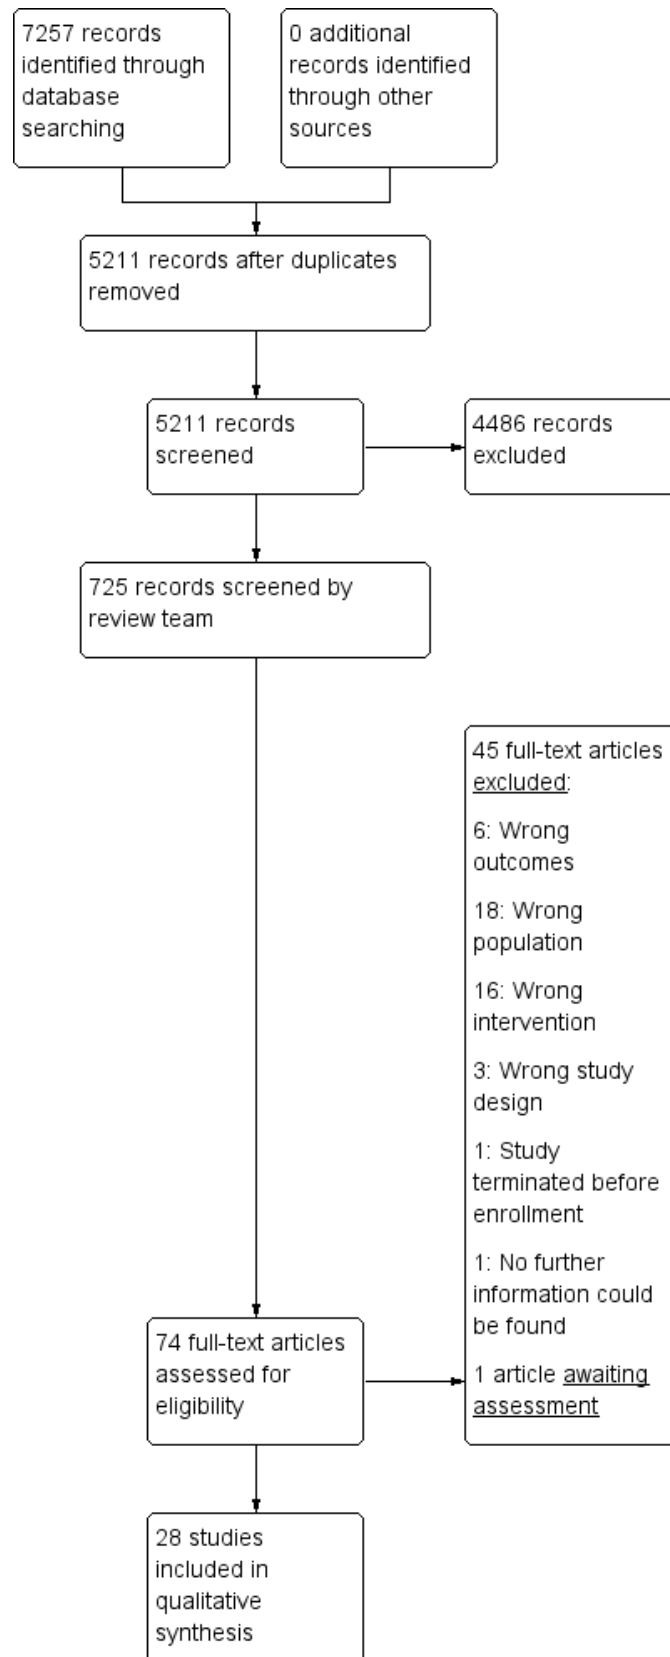 7257 records
identified through
database
searching
0 additional
records identified
through other
sources
5211 records after duplicates
removed
5211 records
screened
4486 records
excluded
725 records screened by
review team
45 full-text articles
excluded:
6: Wrong
outcomes
18: Wrong
population
16: Wrong
intervention
3: Wrong study
design
1: Study
terminated before
enrollment
1: No further
information could
be found
1 article awaiting
assessment
74 full-text articles
assessed for
eligibility
28 studies
included in
qualitative
synthesis